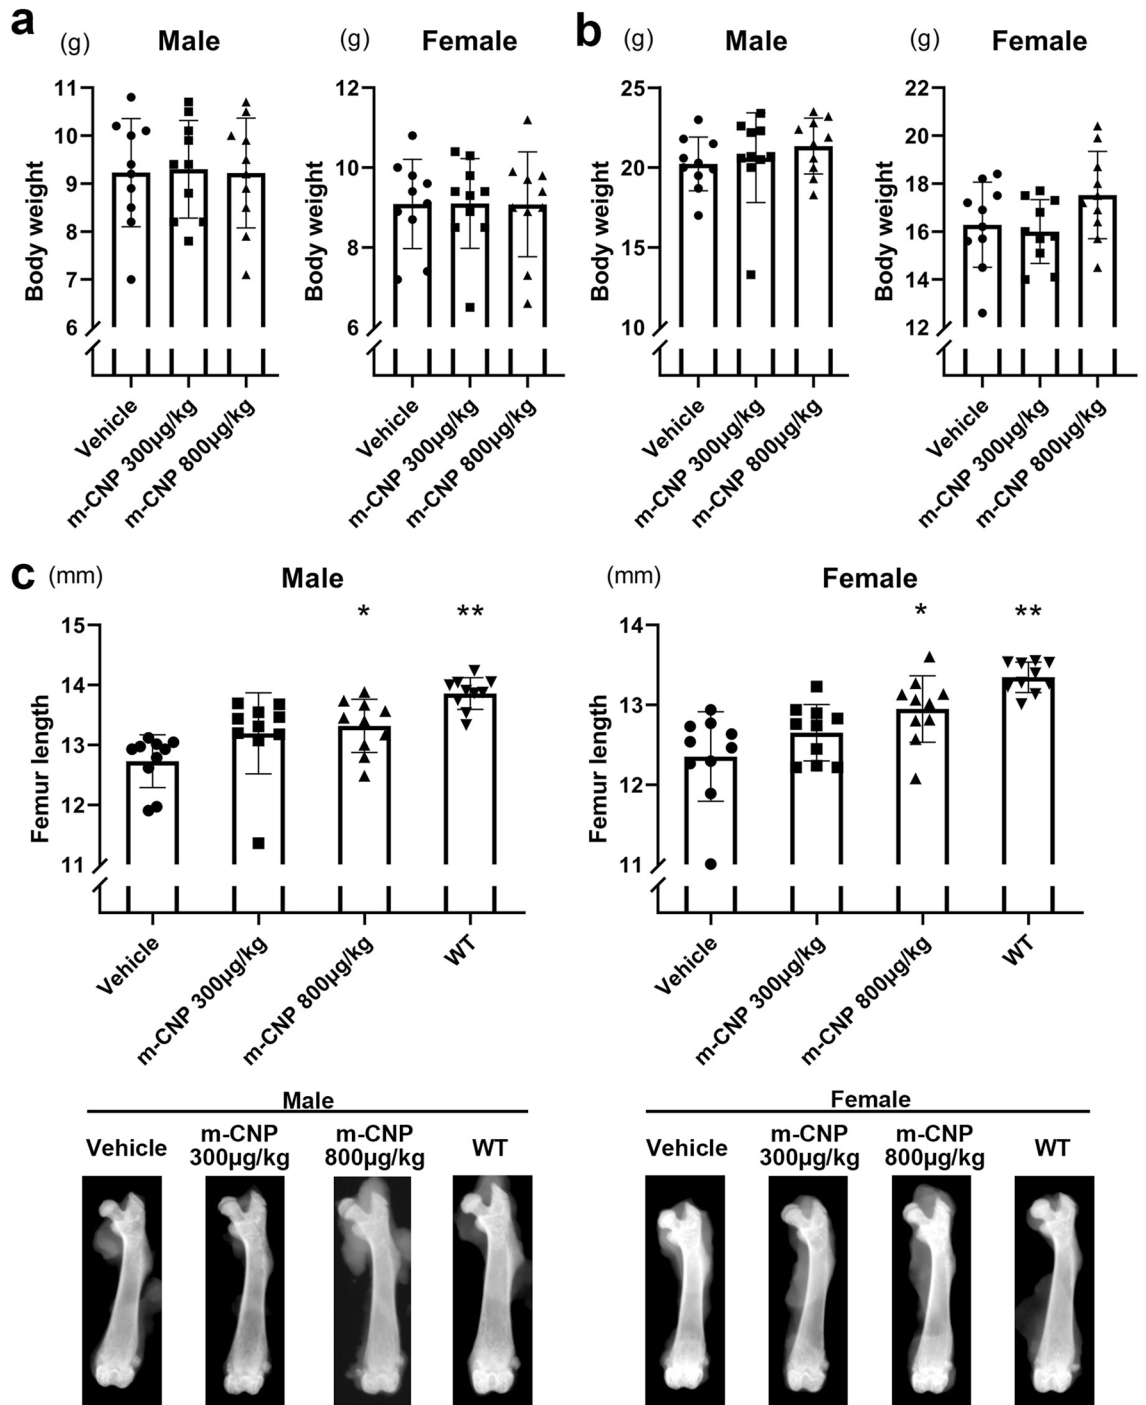 a
(g)
Male
11
10
9
8
7
6
Body weight
Vehicle
m-CNP 300µg/kg
m-CNP 800µg/kg
(g)
Female
12
10
8
6
Body weight
Vehicle
m-CNP 300µg/kg
m-CNP 800µg/kg
b
(g)
Male
25
20
15
10
Body weight
Vehicle
m-CNP 300µg/kg
m-CNP 800µg/kg
(g)
Female
22
20
18
16
14
12
Body weight
Vehicle
m-CNP 300µg/kg
m-CNP 800µg/kg
c
(mm)
Male
*
**
15
14
13
12
11
Femur length
Vehicle
m-CNP 300µg/kg
m-CNP 800µg/kg
WT
(mm)
Female
*
**
14
13
12
11
Femur length
Vehicle
m-CNP 300µg/kg
m-CNP 800µg/kg
WT
Male
Vehicle
m-CNP
300µg/kg
m-CNP
800µg/kg
WT
Female
Vehicle
m-CNP
300µg/kg
m-CNP
800µg/kg
WT